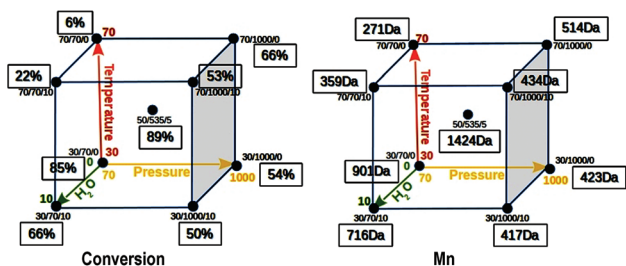 6%
70
70/70/0
70/1000/0
66%
22%
53%
70/70/10
70/1000/10
Temperature
50/535/5
89%
30/70/0
30
85%
0
70
Pressure
30/1000/0
1000
54%
10
H2O
30/70/10
30/1000/10
66%
50%
Conversion
271Da
70
70/70/0
514Da
70/1000/0
359Da
434Da
70/70/10
70/1000/10
Temperature
50/535/5
1424Da
30/70/0
30
901Da
0
70
Pressure
30/1000/0
1000
423Da
10
H2O
30/70/10
30/1000/10
716Da
417Da
Mn